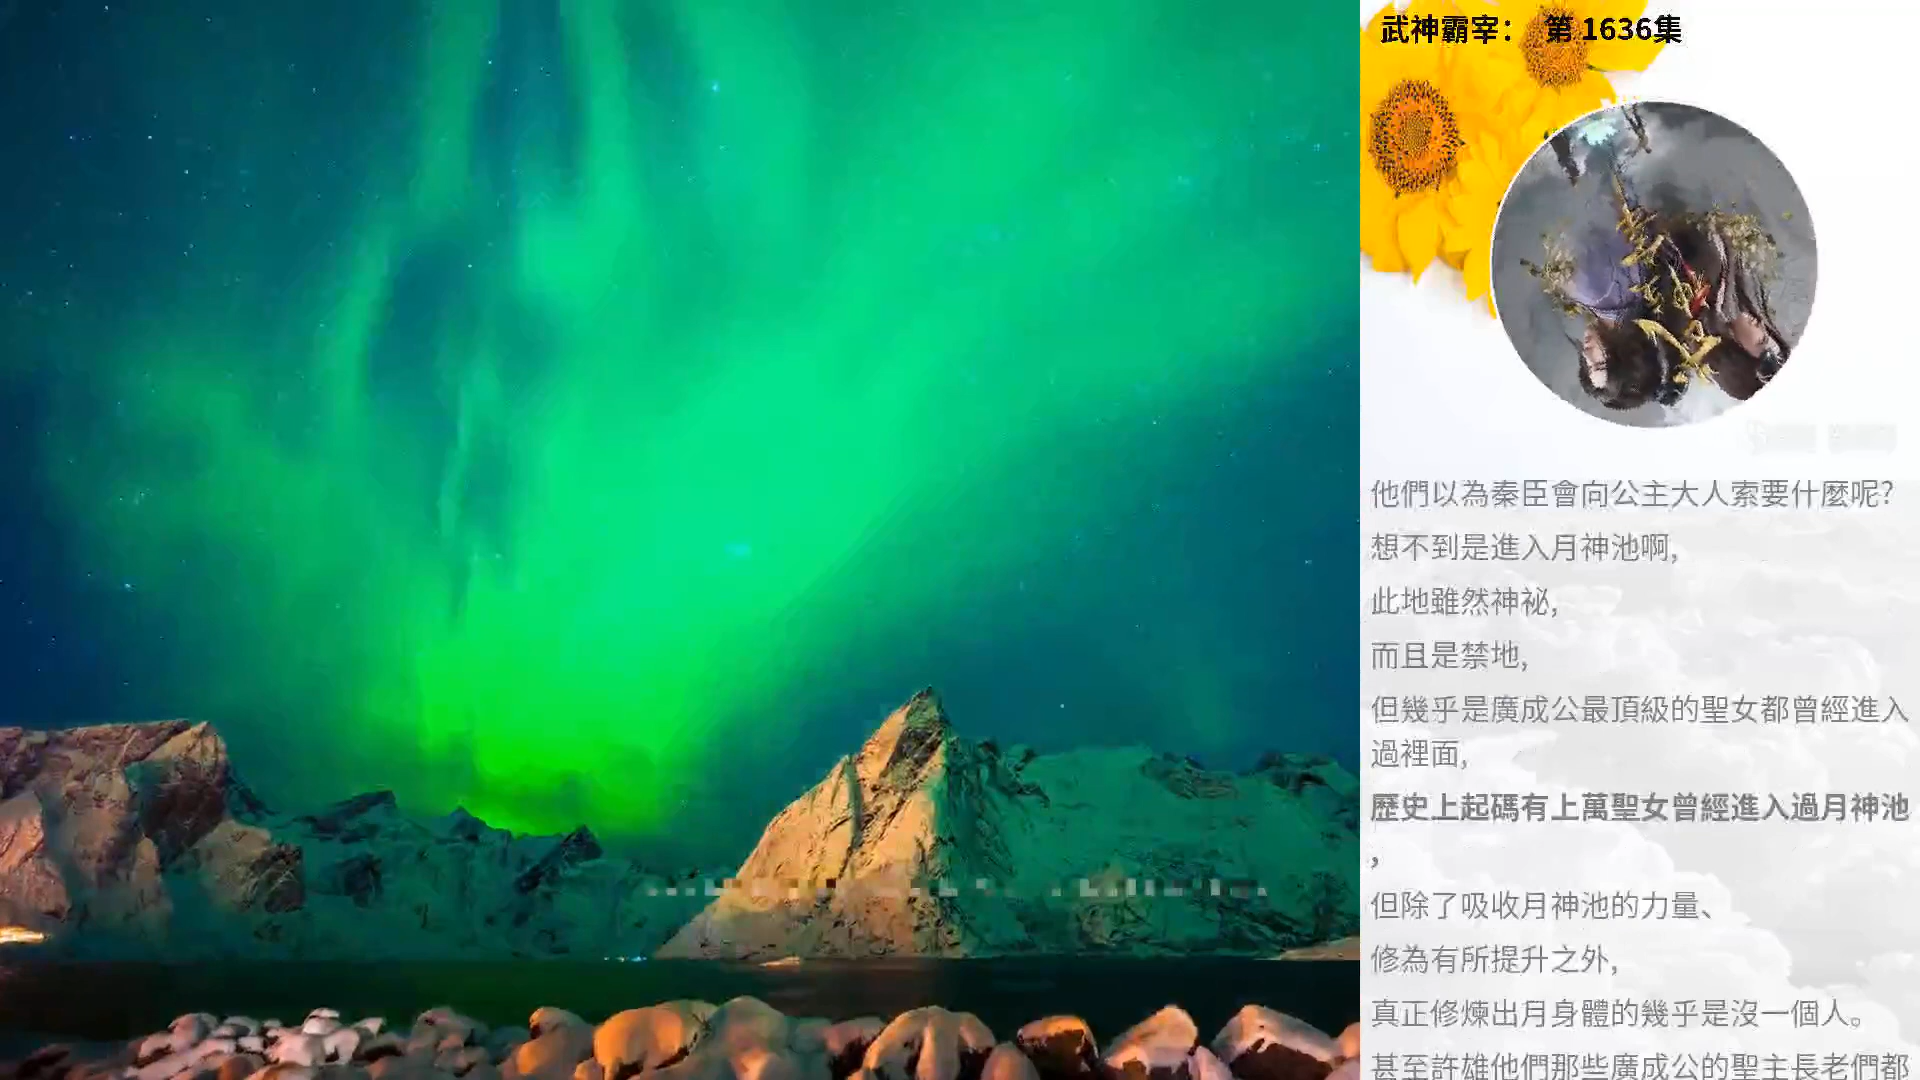 武神霸宰： 第 1636集
他們以為秦臣會向公主大人索要什麼呢?
想不到是進入月神池啊,
此地雖然神祕,
而且是禁地,
但幾乎是廣成公最頂級的聖女都曾經進入
過裡面,
歷史上起碼有上萬聖女曾經進入過月神池
,
但除了吸收月神池的力量、
修為有所提升之外,
真正修煉出月身體的幾乎是沒一個人。
甚至許雄他們那些廣成公的聖主長老們都